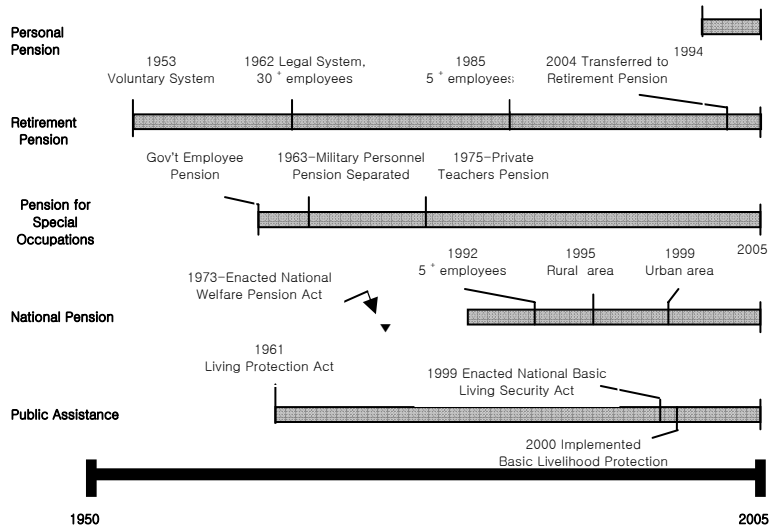 Personal
Pension
1994
1953
Voluntary System
1962 Legal System,
30 + employees
1985
5 + employees
2004 Transferred to
Retirement Pension
Retirement
Pension
Gov't Employee
Pension
1963-Military Personnel
Pension Separated
1975-Private
Teachers Pension
Pension for
Special
Occupations
2005
1973-Enacted National
Welfare Pension Act
1992
5 + employees
1995
Rural area
1999
Urban area
National Pension
1961
Living Protection Act
1999 Enacted National Basic
Living Security Act
Public Assistance
2000 Implemented
Basic Livelihood Protection
1950
2005